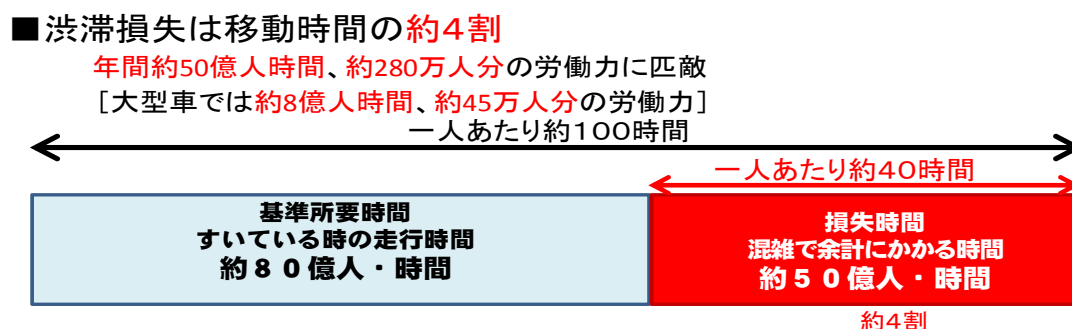 ■渋滞損失は移動時間の約4割
年間約50億人時間、約280万人分の労働力に匹敵
[大型車では約8億人時間、約45万人分の労働力]
一人あたり約100時間
一人あたり約40時間
基準所要時間
すいている時の走行時間
約80億人・時間
損失時間
混雑で余計にかかる時間
約50億人・時間
約4割